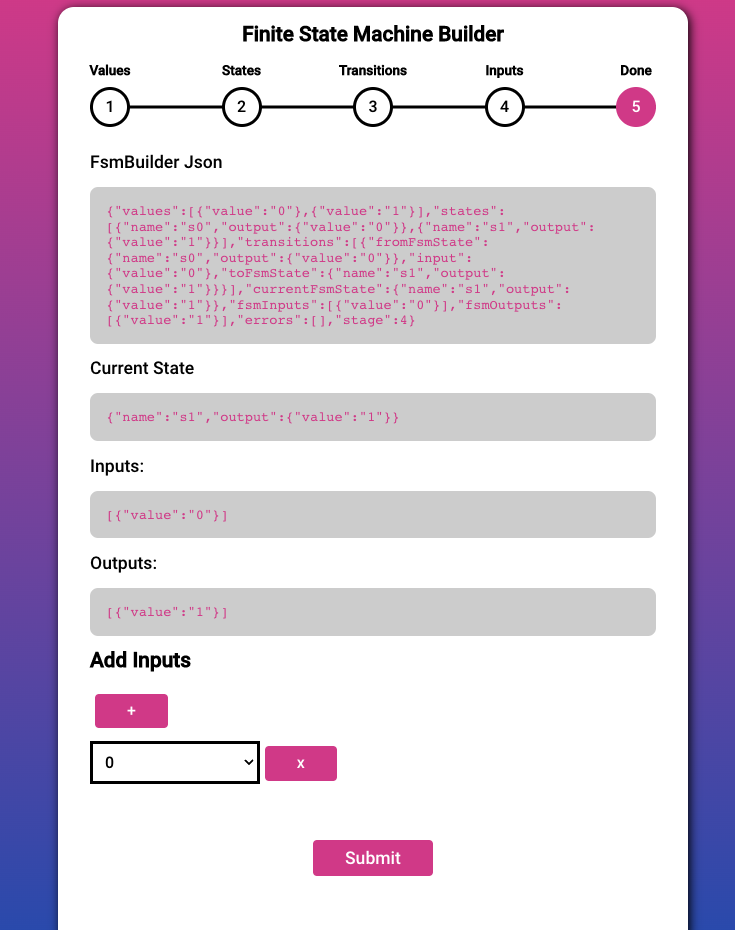 Finite State Machine Builder
Values States Transitions Inputs Done
1 2 3 4 5
FsmBuilder Json
{"values":[{"value":"0"},{"value":"1"}],"states":
[{"name":"s0","output":{"value":"0"}},{"name":"s1","output":
{"value":"1"}}],"transitions":[{"fromFsmState":
{"name":"s0","output":{"value":"0"}},"input":
{"value":"0"},"toFsmState":{"name":"s1","output":
{"value":"1"}}}],"currentFsmState":{"name":"s1","output":
{"value":"1"}},"fsmInputs":[{"value":"0"}],"fsmOutputs":
[{"value":"1"}],"errors":[],"stage":4}
Current State
{"name":"s1","output":{"value":"1"}}
Inputs:
[{"value":"0"}]
Outputs:
[{"value":"1"}]
Add Inputs
+
0 x
Submit